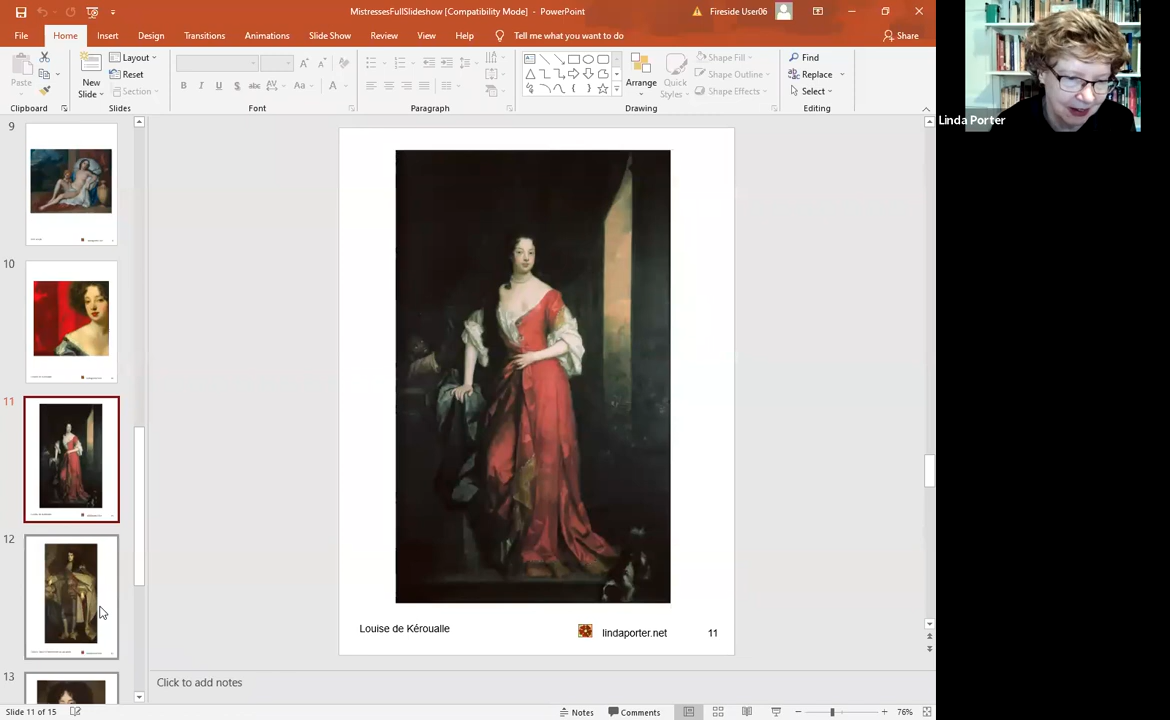 MistressesFullSlideshow [Compatibility Mode] - PowerPoint
Fireside User06
File Home Insert Design Transitions Animations Slide Show Review View Help Tell me what you want to do Share
Paste
New Slide
Layout
Reset
Section
B I U S abc AV Aa A
Arrange
Quick Styles
Shape Fill
Shape Outline
Shape Effects
Find
Replace
Select
Clipboard Slides Font Paragraph Drawing Editing
Linda Porter
9
10
11
12
13
Louise de Kéroualle
lindaporter.net
11
Click to add notes
Slide 11 of 15
Notes
Comments
76%